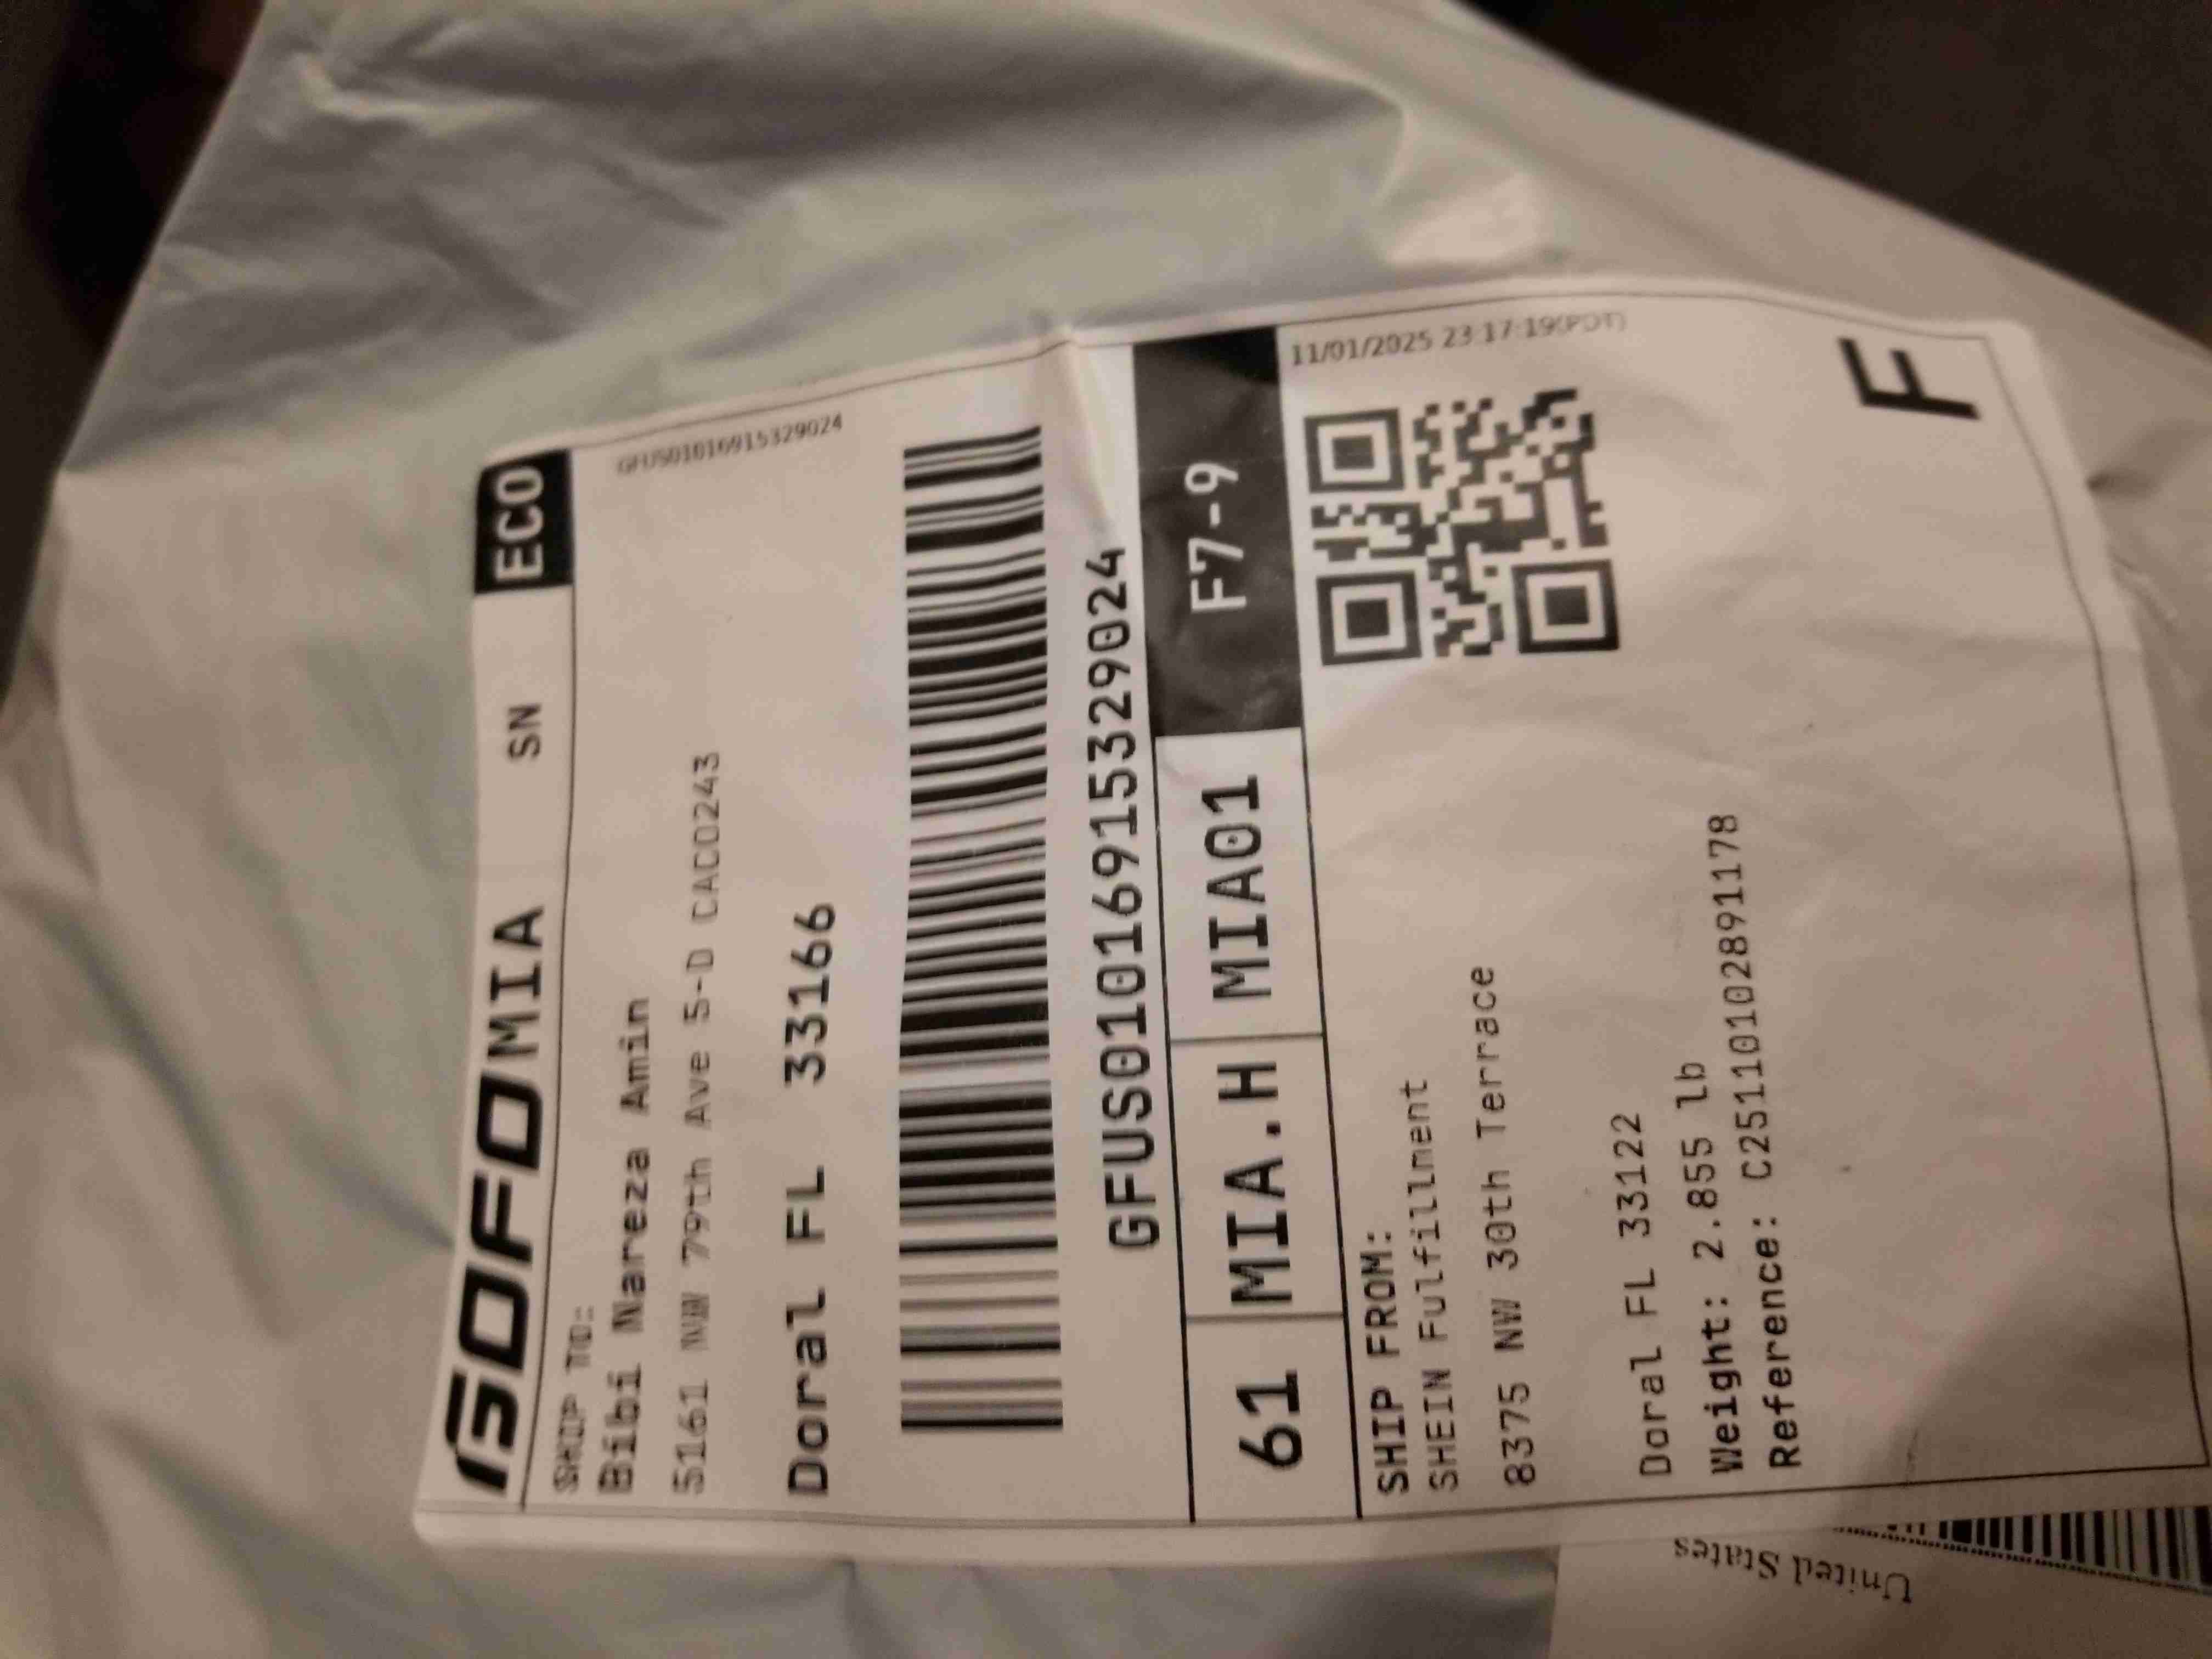 GOFO MIA SN ECO
GFUS01016915329024
SHIP TO:
Bibi Nareza Amin
5161 NW 79th Ave 5-D CACO243
Doral FL 33166
GFUS01016915329024
61 MIA.H MIA01 F7-9
11/01/2025 23:17:19(PDT)
SHIP FROM:
SHEIN Fulfillment
8375 NW 30th Terrace
Doral FL 33122
Weight: 2.855 lb
Reference: C2511010102891178
F
United States